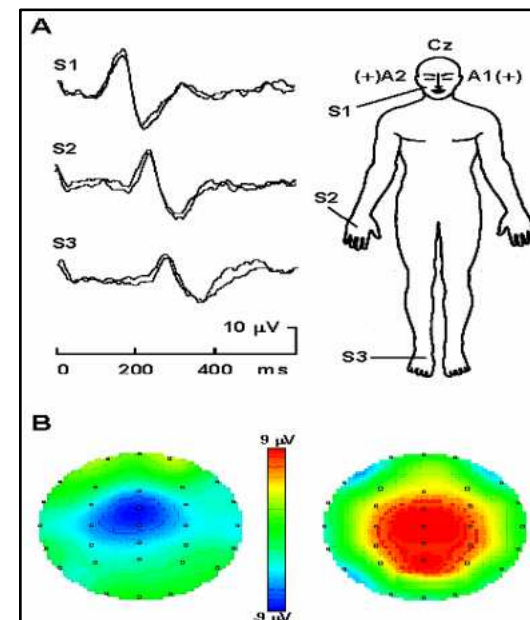 A
Cz
S1
(+)A2
A1(+)
S1
S2
S2
S3
10 µV
S3
0
200
400
ms
B
9 µV
-9 µV